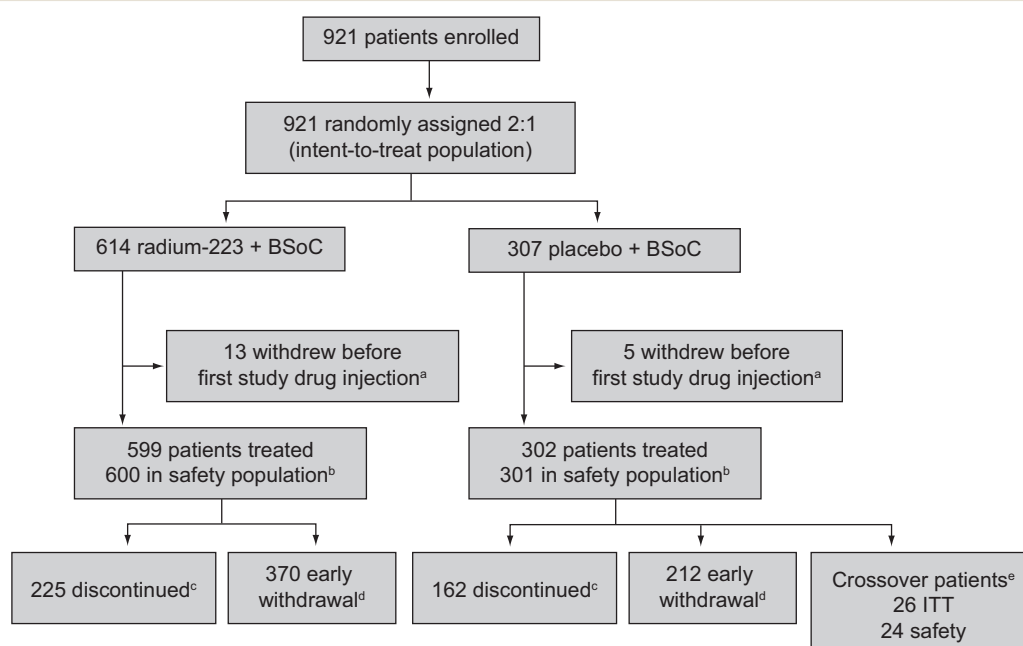 921 patients enrolled
921 randomly assigned 2:1
(intent-to-treat population)
614 radium-223 + BSoC
307 placebo + BSoC
13 withdrew before
first study drug injectionᵃ
5 withdrew before
first study drug injectionᵃ
599 patients treated
600 in safety populationᵇ
302 patients treated
301 in safety populationᵇ
225 discontinuedᶜ
370 early
withdrawalᵈ
162 discontinuedᶜ
212 early
withdrawalᵈ
Crossover patientsᵉ
26 ITT
24 safety